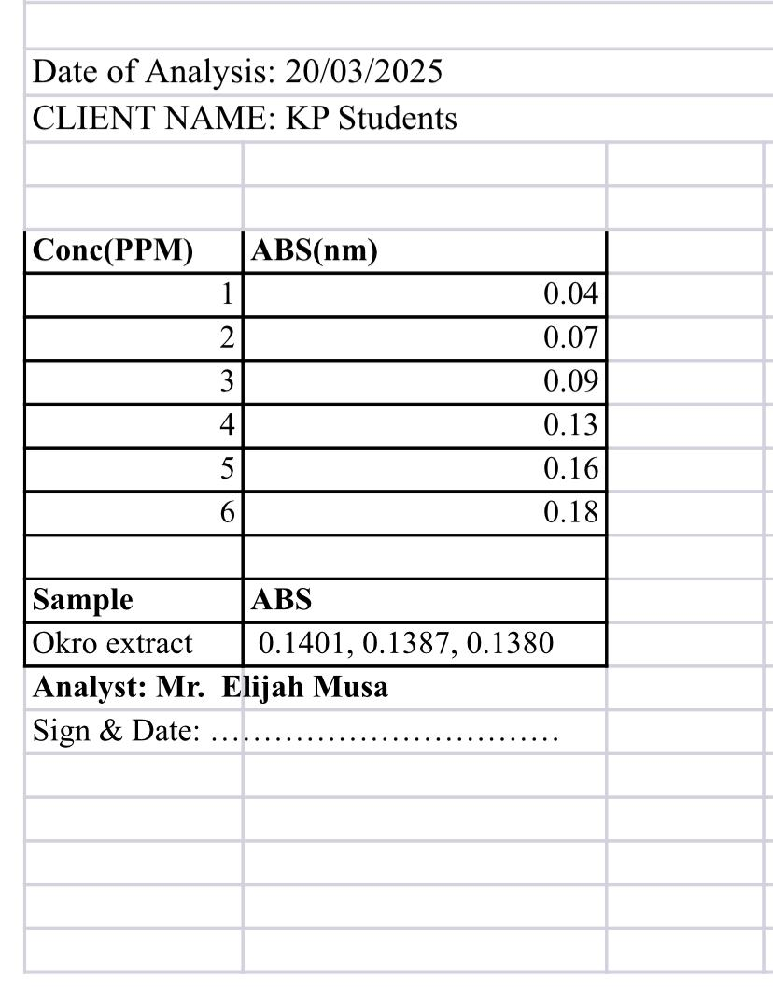 Date of Analysis: 20/03/2025
CLIENT NAME: KP Students
Conc(PPM) ABS(nm)
1 0.04
2 0.07
3 0.09
4 0.13
5 0.16
6 0.18
Sample ABS
Okro extract 0.1401, 0.1387, 0.1380
Analyst: Mr. Elijah Musa
Sign & Date: ……………………………